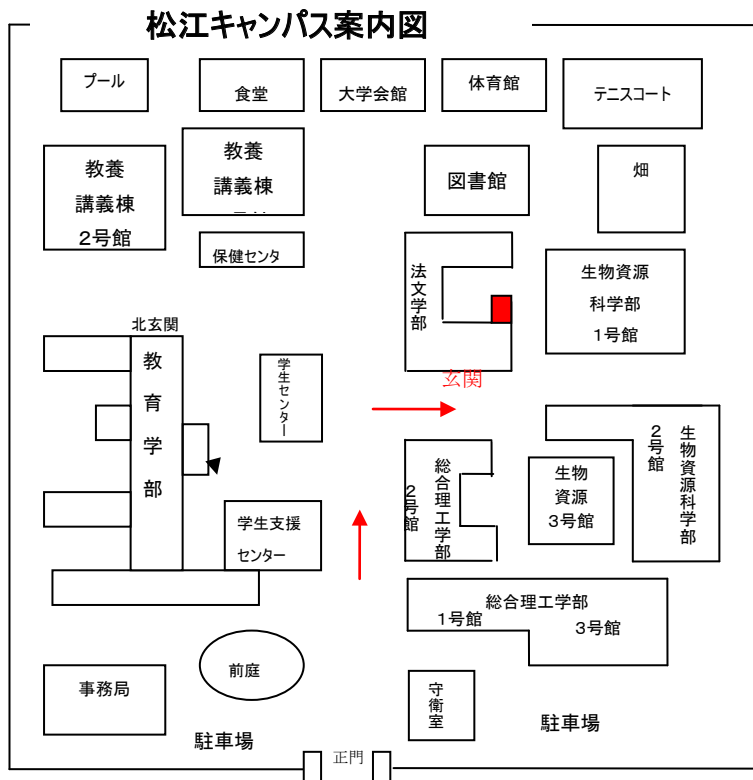 松江キャンパス案内図
プール
食堂
大学会館
体育館
テニスコート
教養
講義棟
2号館
教養
講義棟
図書館
畑
保健センタ
法文学部
生物資源
科学部
1号館
北玄関
教育学部
学生センター
玄関
2号館
生物資源科学部
総合理工学部
2号館
生物
資源
3号館
学生支援
センター
総合理工学部
1号館
3号館
前庭
事務局
守衛室
駐車場
駐車場
正門